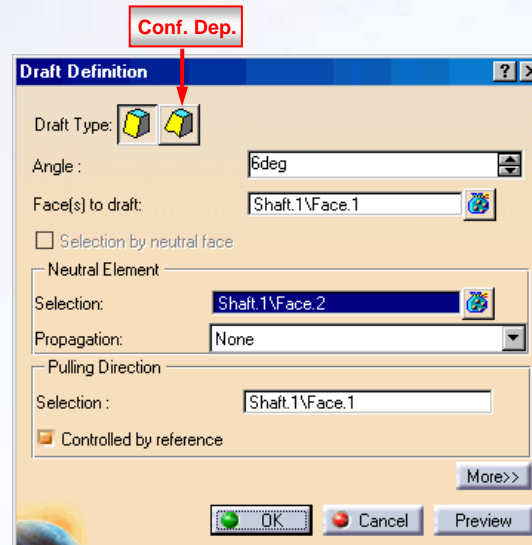 Conf. Dep.
Draft Definition
Draft Type:
Angle :
6deg
Face(s) to draft:
Shaft.1\Face.1
Selection by neutral face
Neutral Element
Selection:
Shaft.1\Face.2
Propagation:
None
Pulling Direction
Selection :
Shaft.1\Face.1
Controlled by reference
More>>
OK
Cancel
Preview